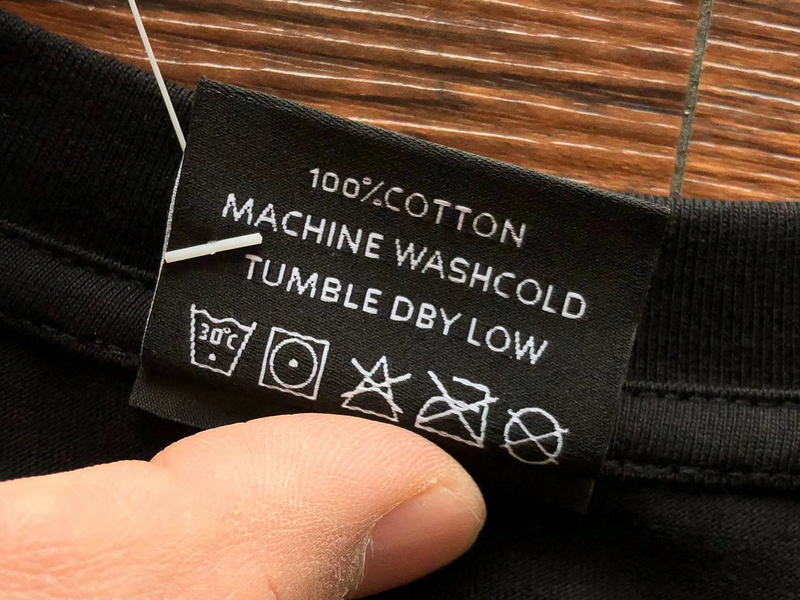 100%COTTON
MACHINE WASHCOLD
TUMBLE DBY LOW
30°C